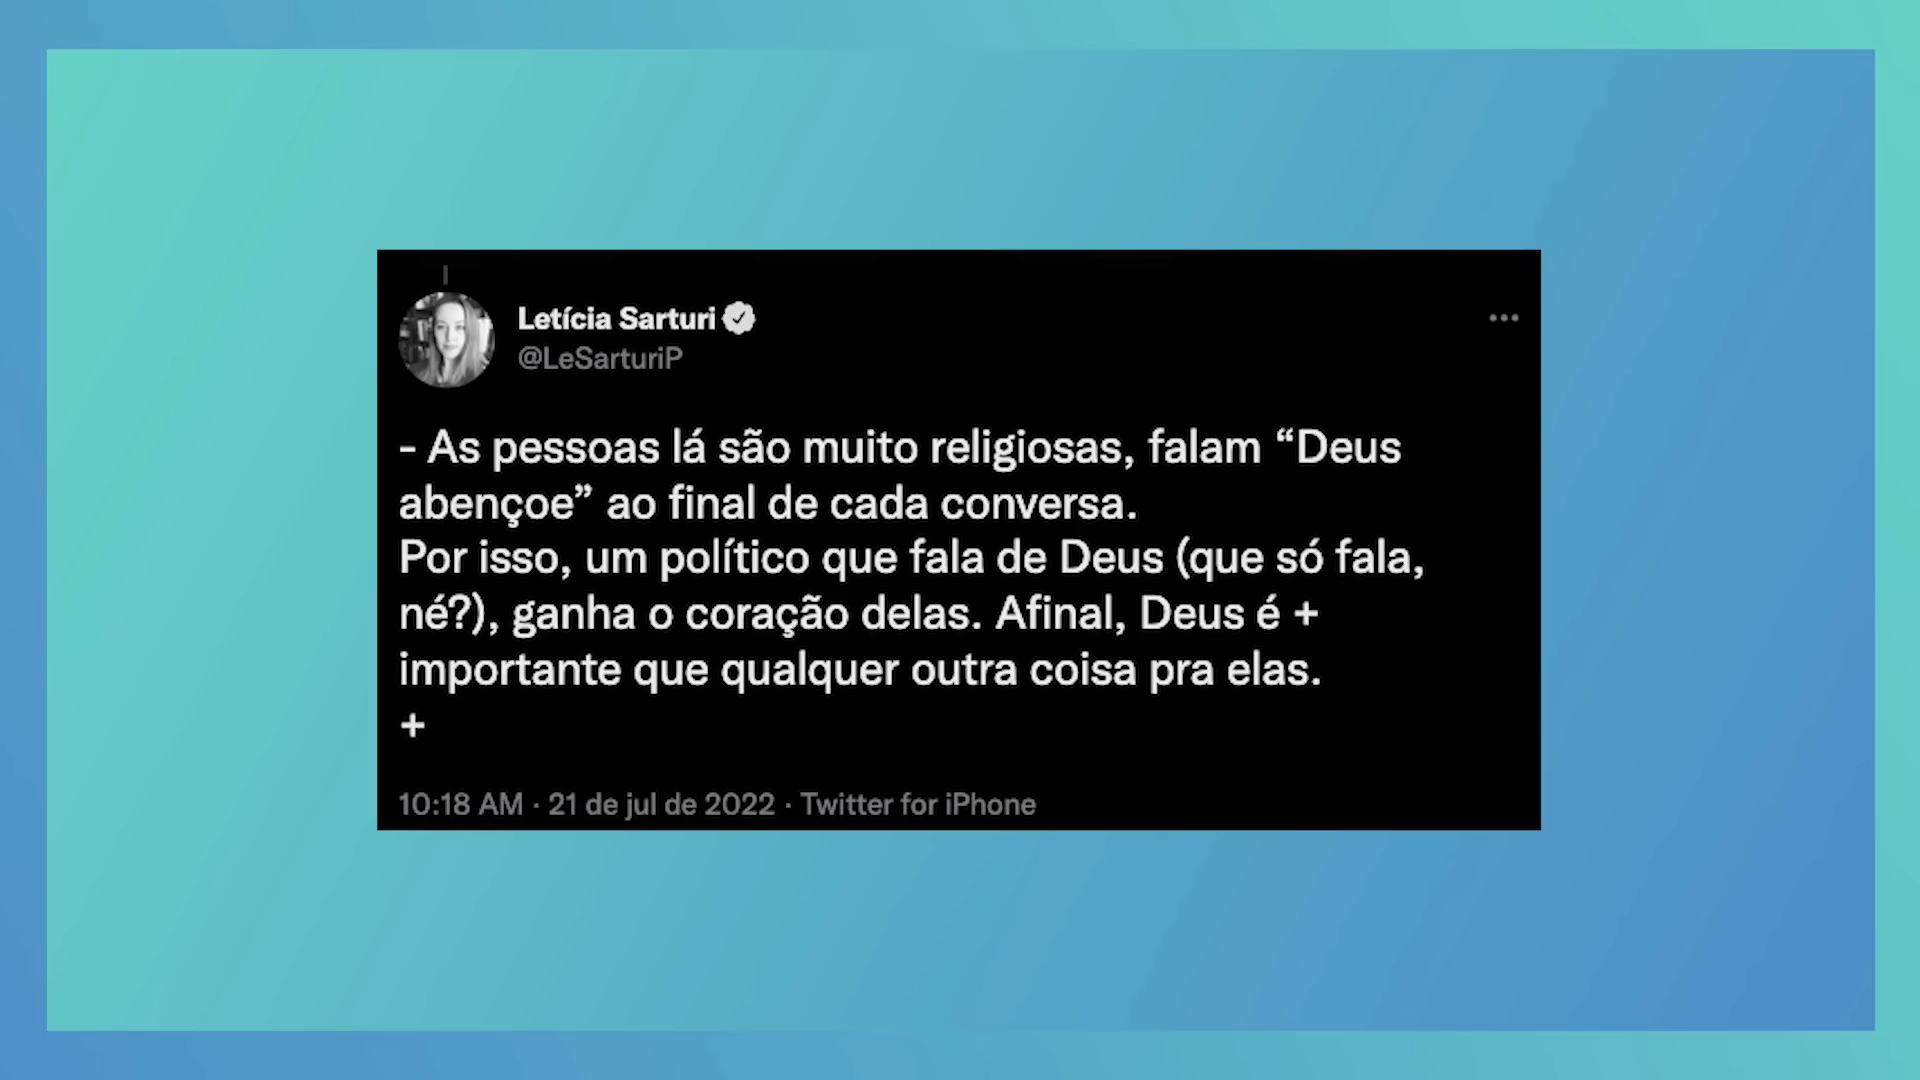 Letícia Sarturi
@LeSarturiP
- As pessoas lá são muito religiosas, falam “Deus
abençoe” ao final de cada conversa.
Por isso, um político que fala de Deus (que só fala,
né?), ganha o coração delas. Afinal, Deus é +
importante que qualquer outra coisa pra elas.
+
10:18 AM · 21 de jul de 2022 · Twitter for iPhone